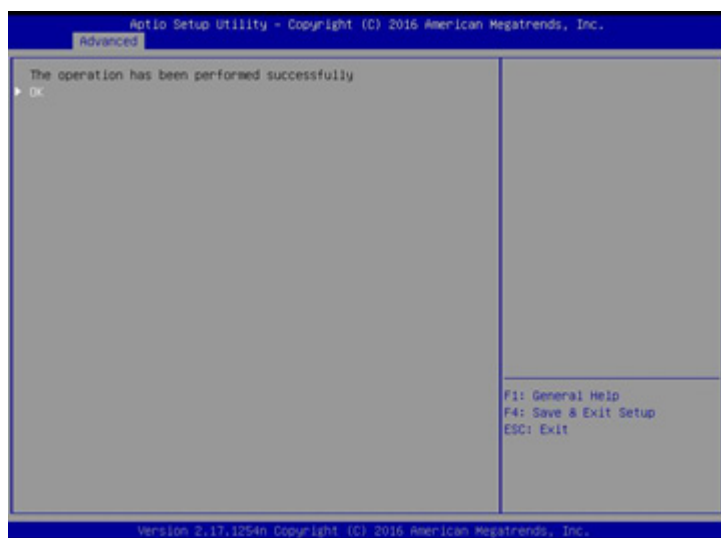 Aptio Setup Utility – Copyright (C) 2016 American Megatrends, Inc.
Advanced
The operation has been performed successfully
OK
F1: General Help
F4: Save & Exit Setup
ESC: Exit
Version 2.17.1254n Copyright (C) 2016 American Megatrends, Inc.